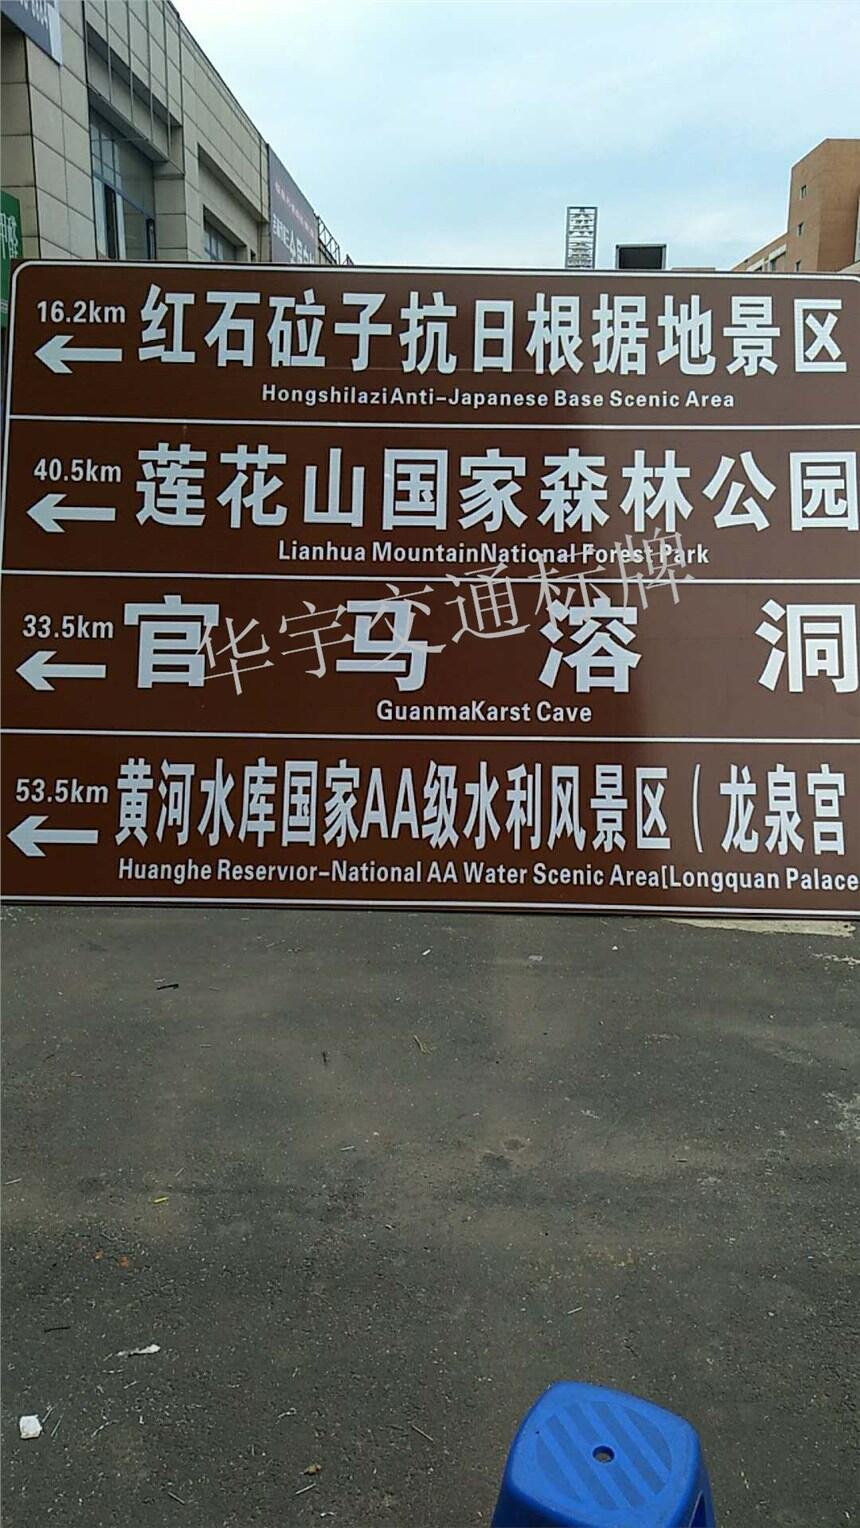 16.2km
红石砬子抗日根据地景区
HongshilaziAnti-Japanese Base Scenic Area
40.5km
莲花山国家森林公园
Lianhua MountainNational Forest Park
33.5km
官马溶洞
GuanmaKarst Cave
53.5km
黄河水库国家AA级水利风景区(龙泉宫
Huanghe Reservıor-National AA Water Scenic Area[Longquan Palace
华宇交通标牌